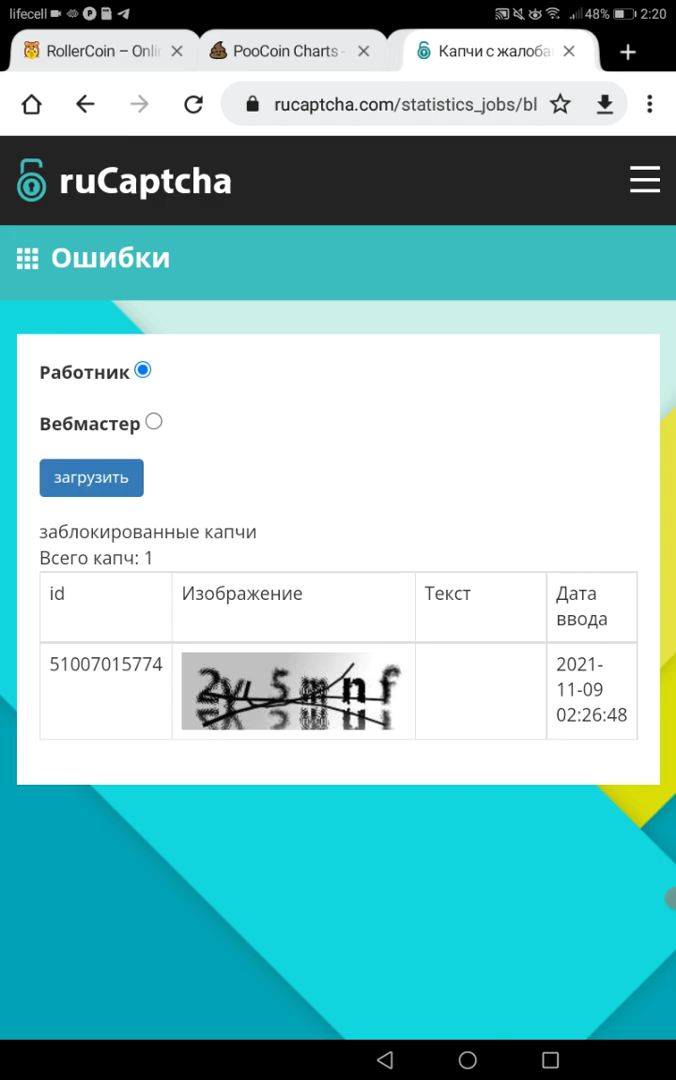 lifecell 48% 2:20
RollerCoin – Onli PooCoin Charts - Капчи с жалоба
rucaptcha.com/statistics_jobs/bl
ruCaptcha
Ошибки
Работник
Вебмастер
загрузить
заблокированные капчи
Всего капч: 1
id Изображение Текст Дата ввода
51007015774 2021-11-09 02:26:48